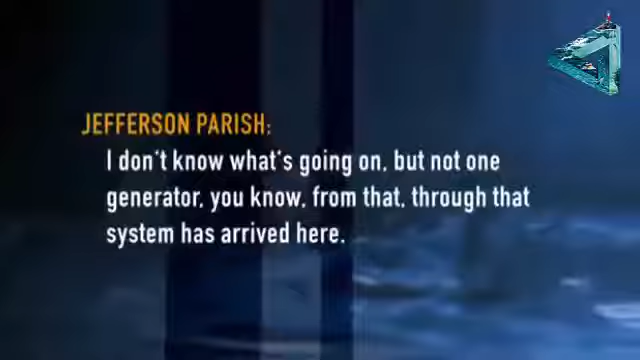 JEFFERSON PARISH:
I don't know what's going on, but not one
generator, you know, from that, through that
system has arrived here.